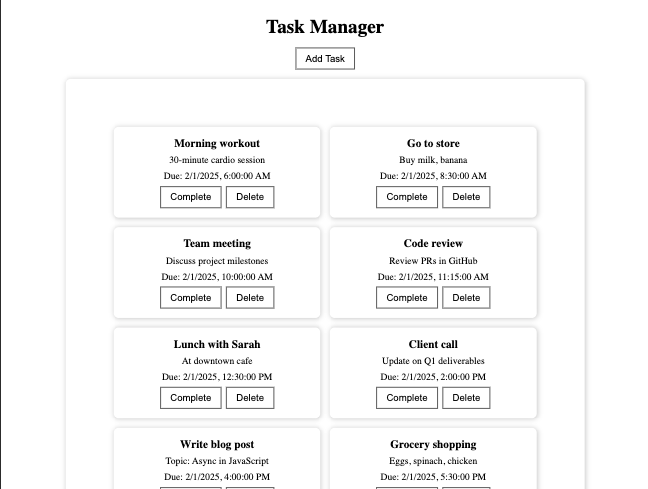 Task Manager
Add Task
Morning workout
30-minute cardio session
Due: 2/1/2025, 6:00:00 AM
Complete Delete
Go to store
Buy milk, banana
Due: 2/1/2025, 8:30:00 AM
Complete Delete
Team meeting
Discuss project milestones
Due: 2/1/2025, 10:00:00 AM
Complete Delete
Code review
Review PRs in GitHub
Due: 2/1/2025, 11:15:00 AM
Complete Delete
Lunch with Sarah
At downtown cafe
Due: 2/1/2025, 12:30:00 PM
Complete Delete
Client call
Update on Q1 deliverables
Due: 2/1/2025, 2:00:00 PM
Complete Delete
Write blog post
Topic: Async in JavaScript
Due: 2/1/2025, 4:00:00 PM
Grocery shopping
Eggs, spinach, chicken
Due: 2/1/2025, 5:30:00 PM